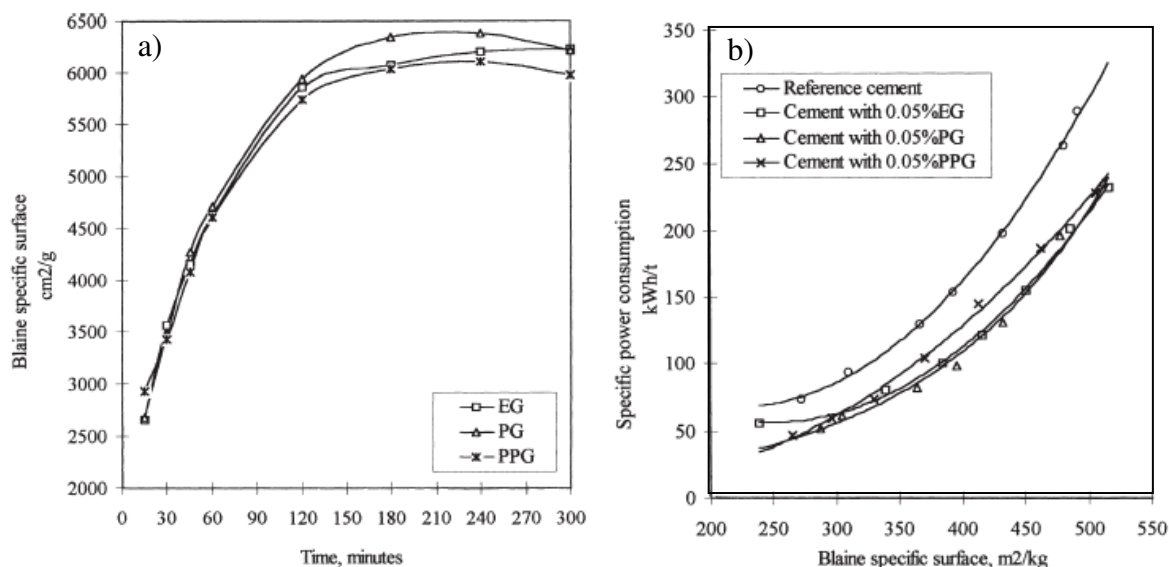 a)
6500
6000
5500
5000
4500
4000
3500
3000
2500
2000
Blaine specific surface
cm2/g
EG
PG
PPG
0 30 60 90 120 150 180 210 240 270 300
Time, minutes
b)
Reference cement
Cement with 0.05%EG
Cement with 0.05%PG
Cement with 0.05%PPG
350
300
250
200
150
100
50
0
Specific power consumption
kWh/t
200 250 300 350 400 450 500 550
Blaine specific surface, m2/kg